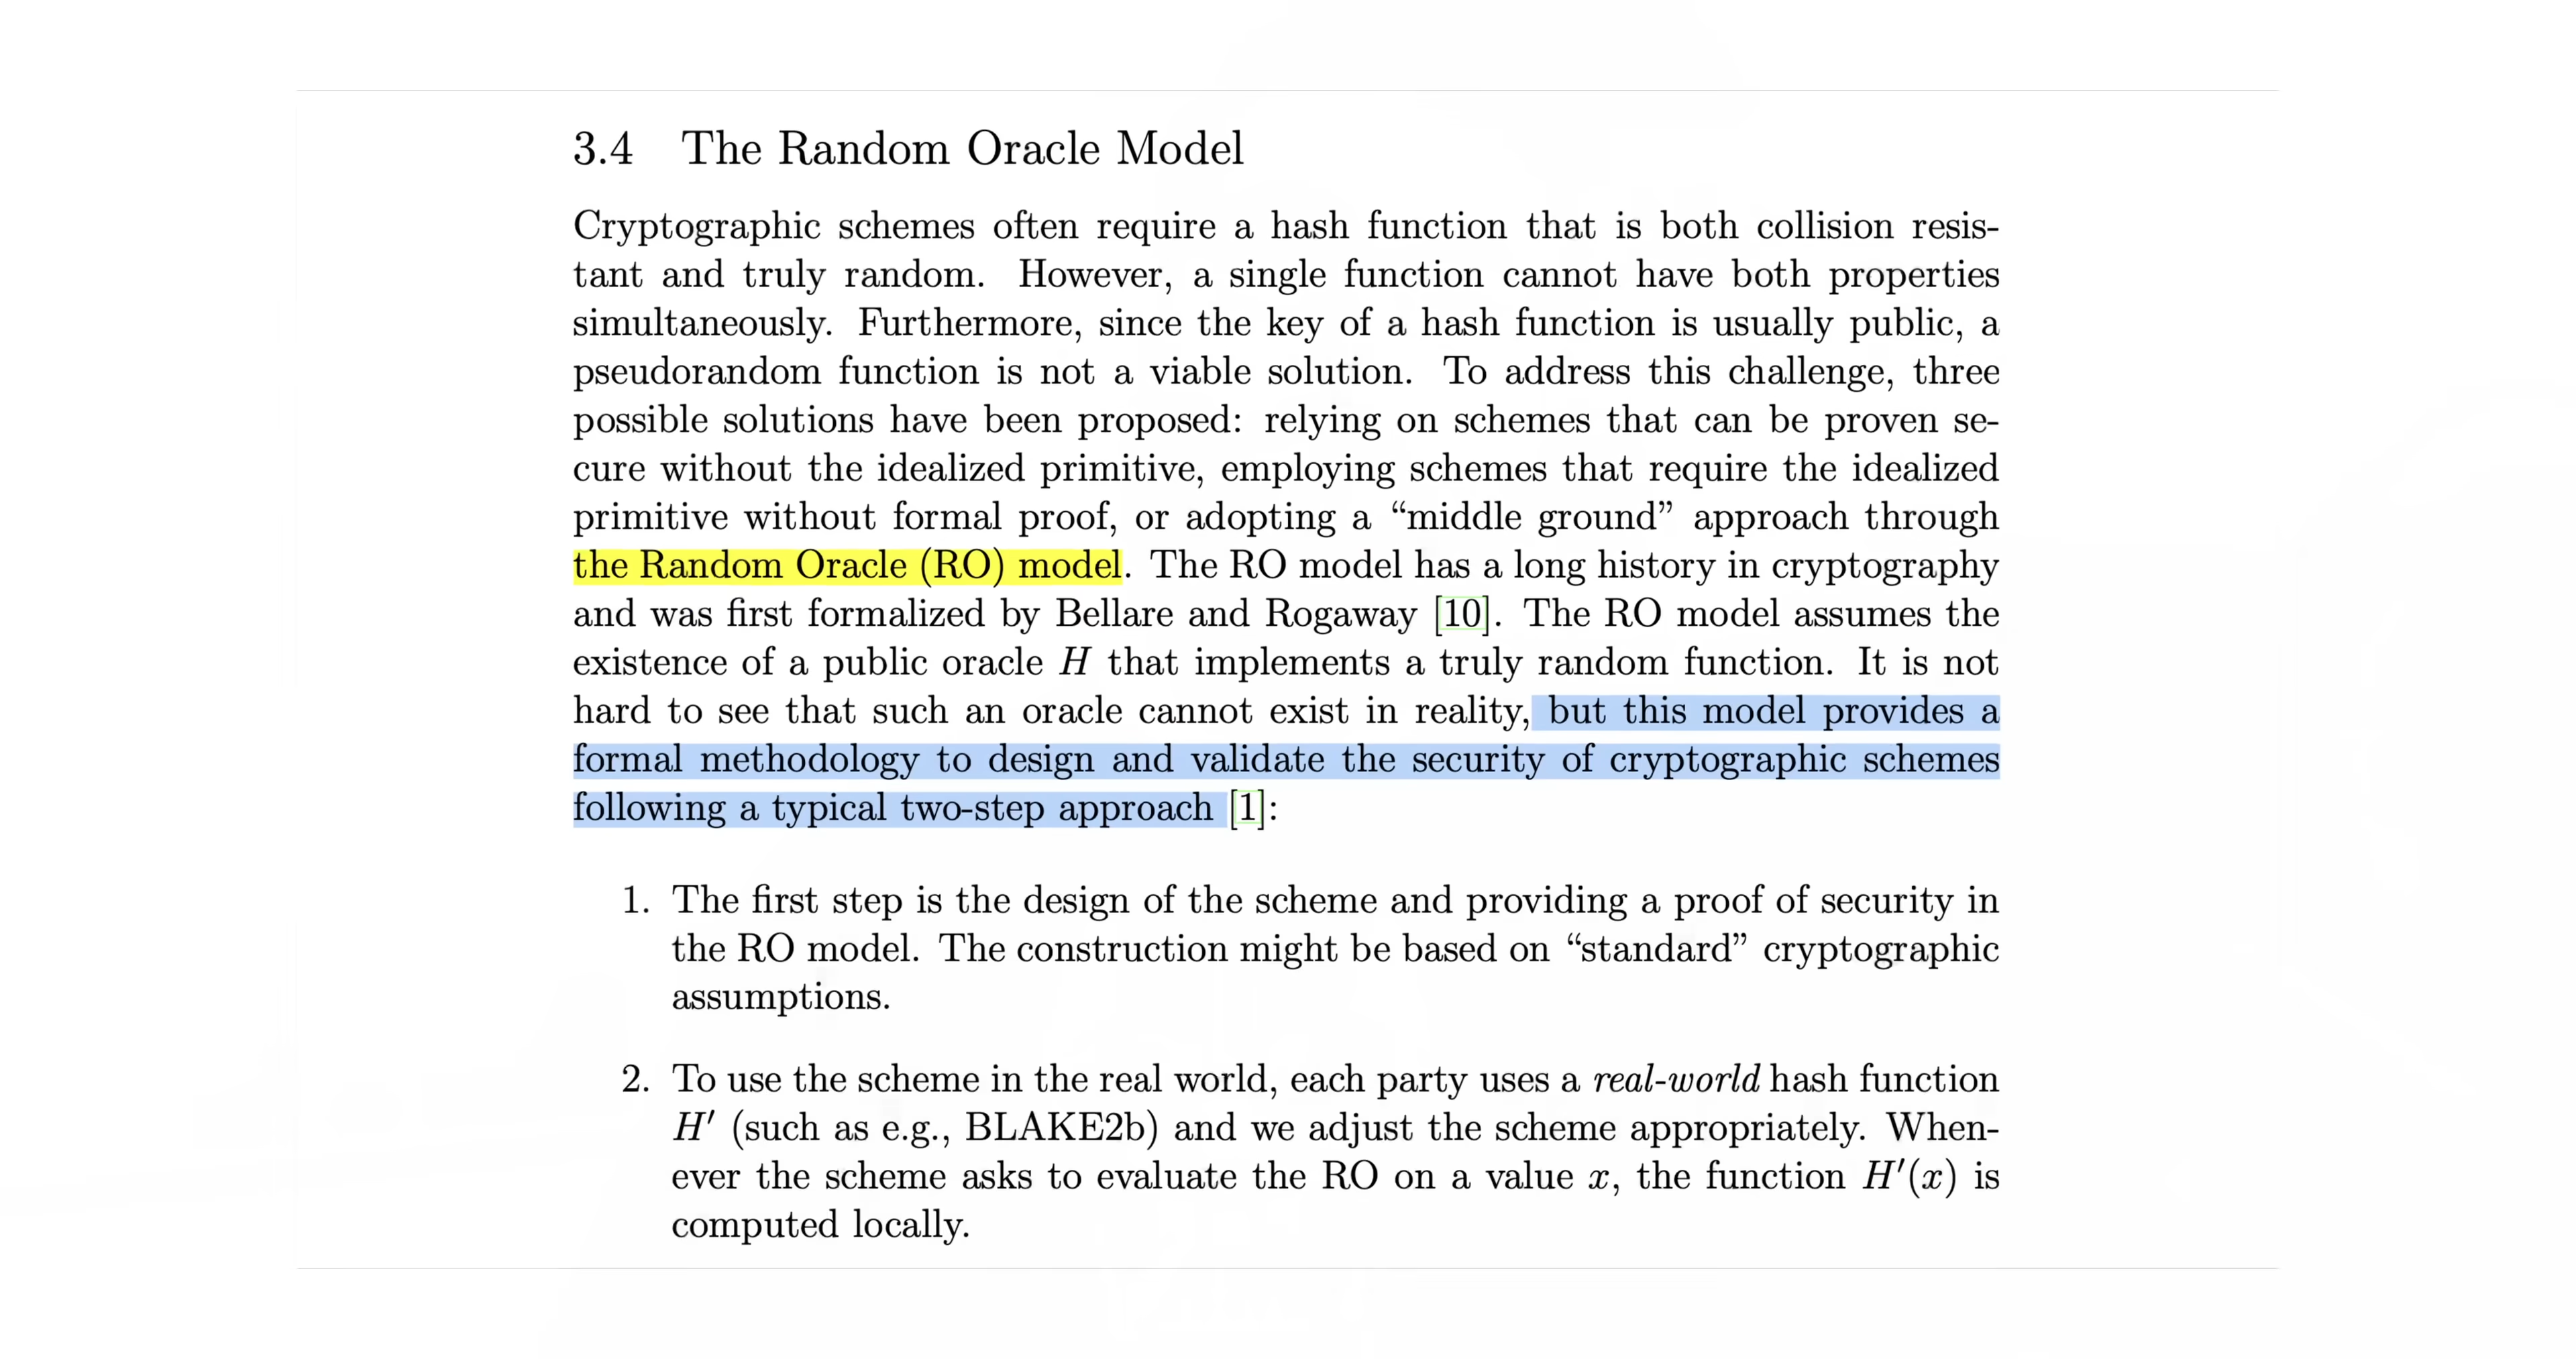 3.4 The Random Oracle Model
Cryptographic schemes often require a hash function that is both collision resis-
tant and truly random. However, a single function cannot have both properties
simultaneously. Furthermore, since the key of a hash function is usually public, a
pseudorandom function is not a viable solution. To address this challenge, three
possible solutions have been proposed: relying on schemes that can be proven se-
cure without the idealized primitive, employing schemes that require the idealized
primitive without formal proof, or adopting a “middle ground” approach through
the Random Oracle (RO) model. The RO model has a long history in cryptography
and was first formalized by Bellare and Rogaway [10]. The RO model assumes the
existence of a public oracle H that implements a truly random function. It is not
hard to see that such an oracle cannot exist in reality, but this model provides a
formal methodology to design and validate the security of cryptographic schemes
following a typical two-step approach [1]:
1. The first step is the design of the scheme and providing a proof of security in
the RO model. The construction might be based on “standard” cryptographic
assumptions.
2. To use the scheme in the real world, each party uses a real-world hash function
H′ (such as e.g., BLAKE2b) and we adjust the scheme appropriately. When-
ever the scheme asks to evaluate the RO on a value x, the function H′(x) is
computed locally.